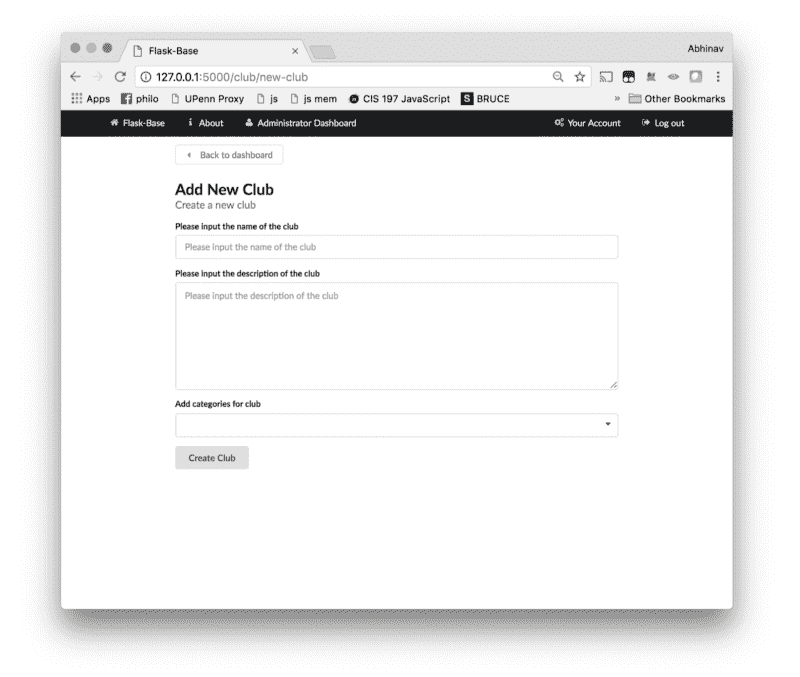 Flask-Base
Abhinav
127.0.0.1:5000/club/new-club
Apps philo UPenn Proxy js js mem CIS 197 JavaScript S BRUCE » Other Bookmarks
Flask-Base About Administrator Dashboard Your Account Log out
Back to dashboard
Add New Club
Create a new club
Please input the name of the club
Please input the name of the club
Please input the description of the club
Please input the description of the club
Add categories for club
Create Club